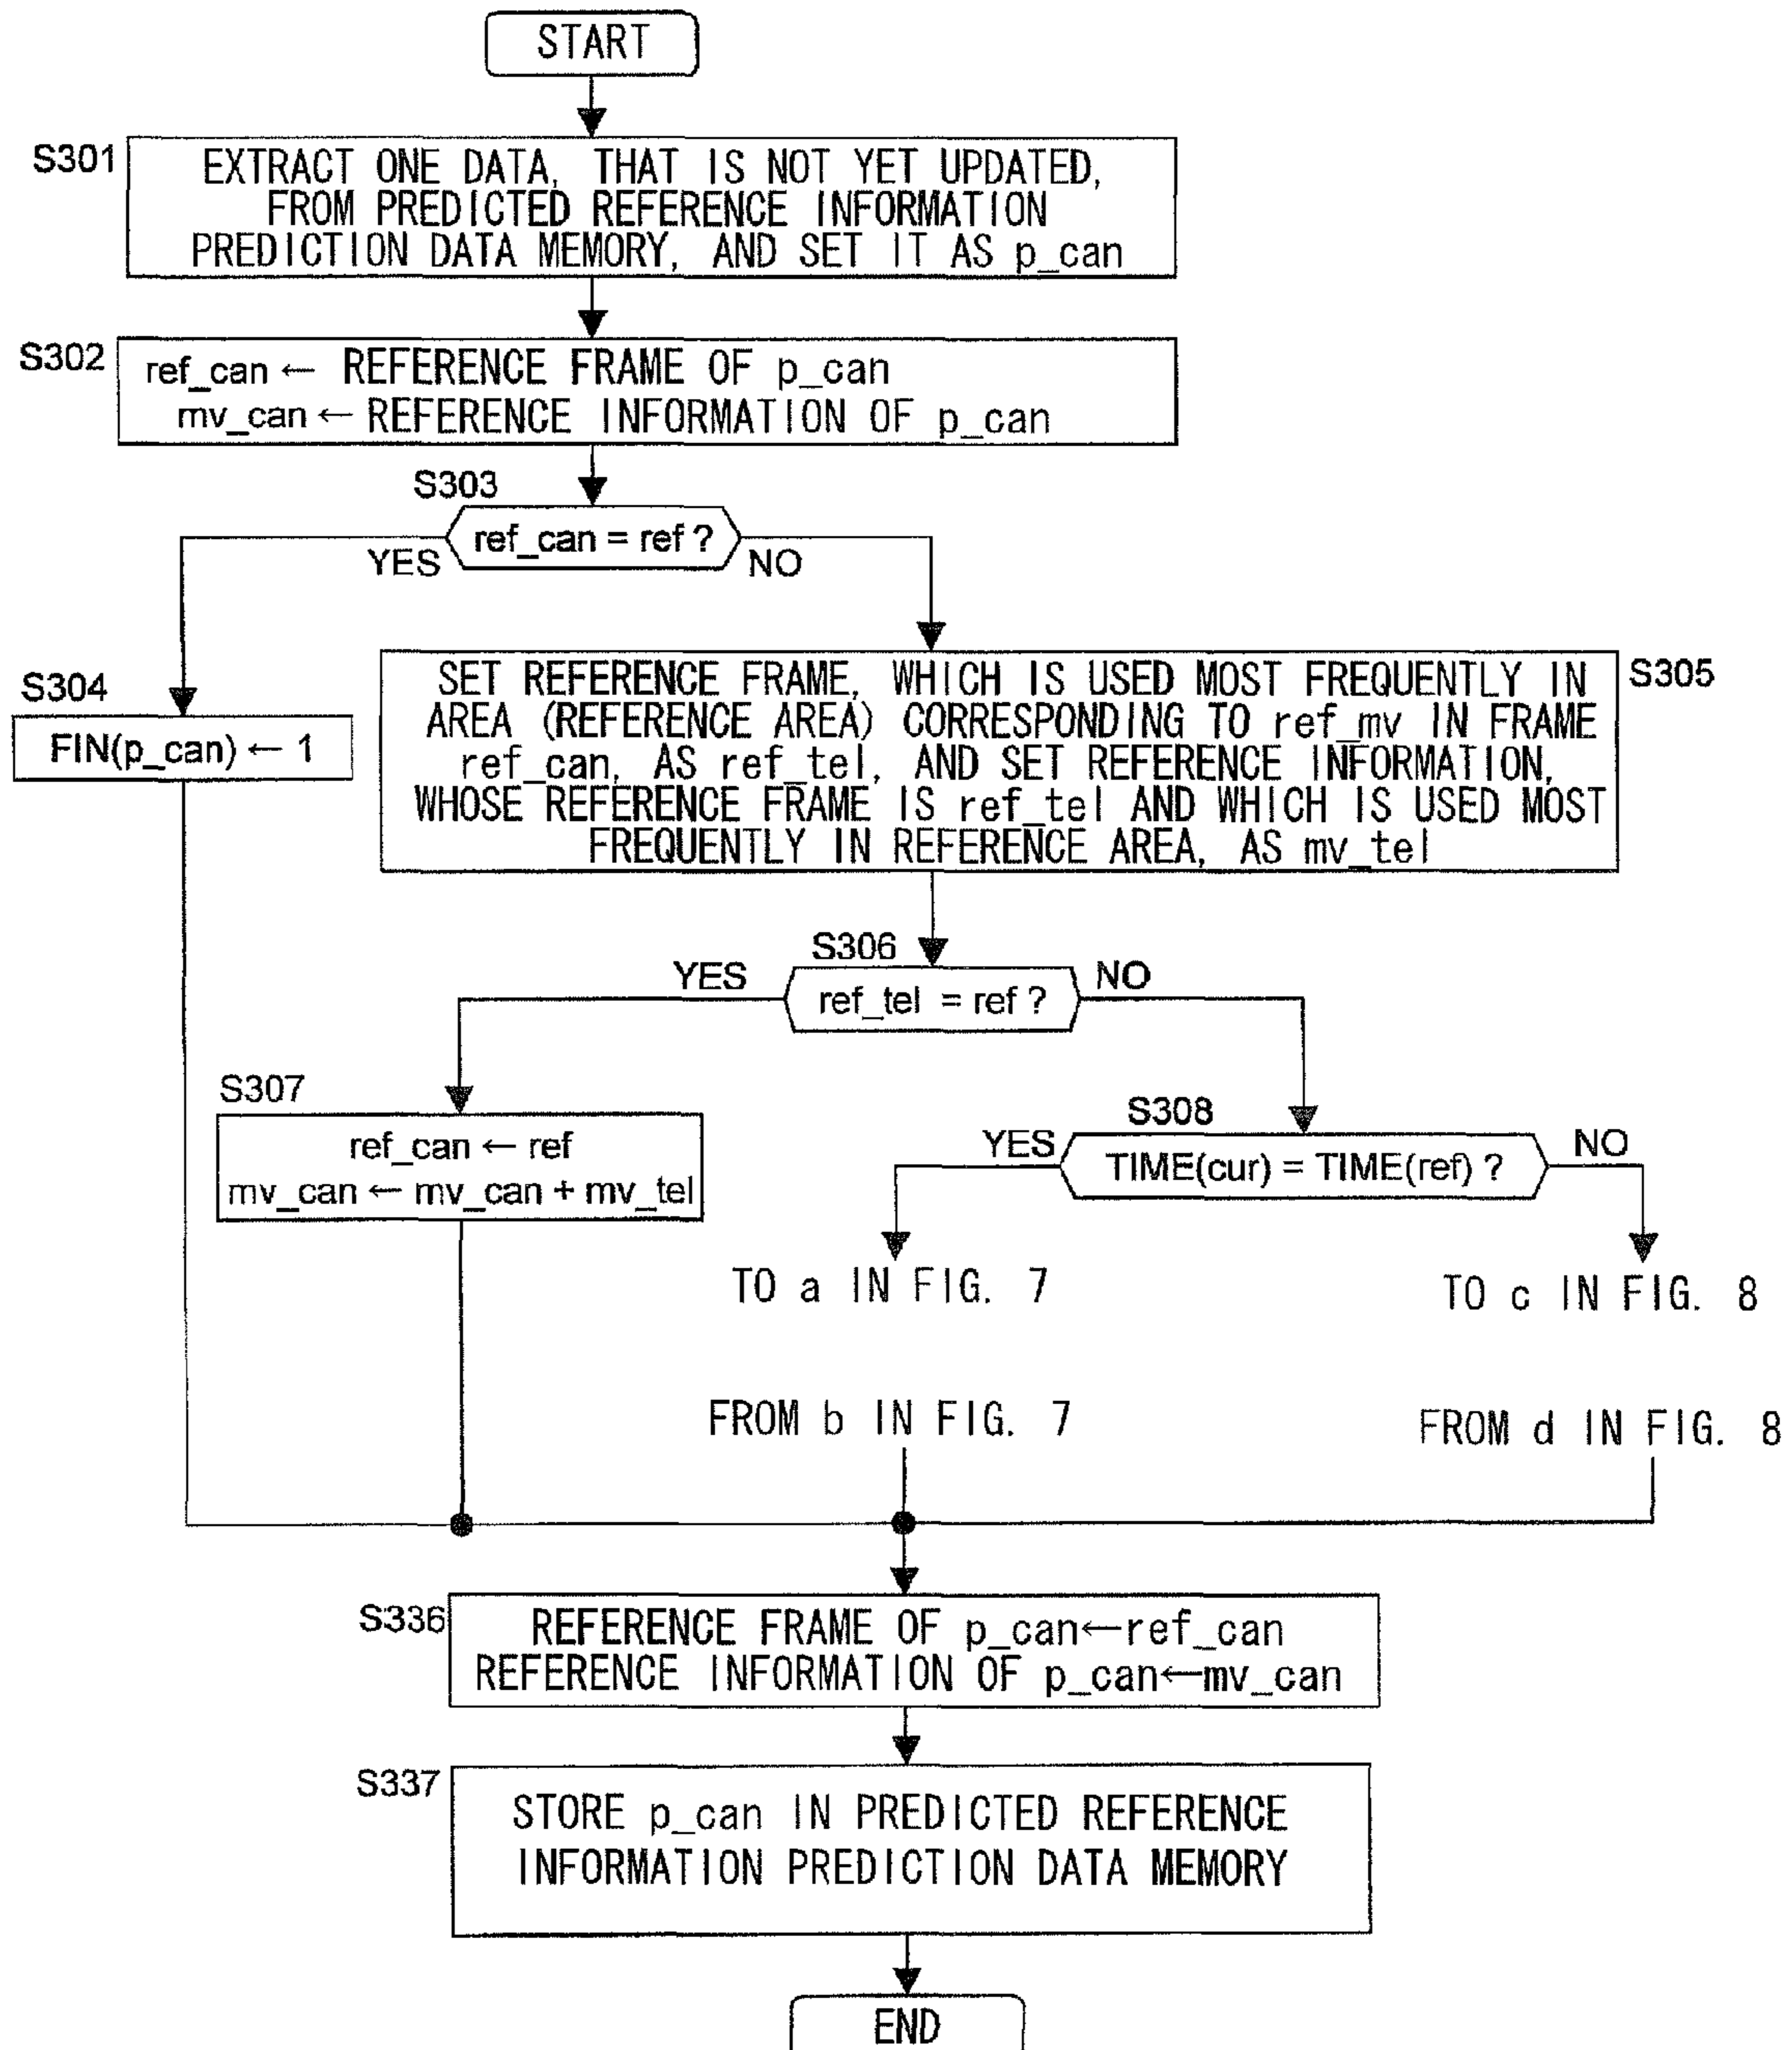 START
S301
EXTRACT ONE DATA, THAT IS NOT YET UPDATED,
FROM PREDICTED REFERENCE INFORMATION
PREDICTION DATA MEMORY, AND SET IT AS p_can
S302
ref_can ← REFERENCE FRAME OF p_can
mv_can ← REFERENCE INFORMATION OF p_can
S303
ref_can = ref ?
YES
NO
S304
FIN(p_can) ← 1
S305
SET REFERENCE FRAME, WHICH IS USED MOST FREQUENTLY IN
AREA (REFERENCE AREA) CORRESPONDING TO ref_mv IN FRAME
ref_can, AS ref_tel, AND SET REFERENCE INFORMATION,
WHOSE REFERENCE FRAME IS ref_tel AND WHICH IS USED MOST
FREQUENTLY IN REFERENCE AREA, AS mv_tel
S306
YES
ref_tel = ref ?
NO
S307
ref_can ← ref
mv_can ← mv_can + mv_tel
S308
YES
TIME(cur) = TIME(ref) ?
NO
TO a IN FIG. 7
TO c IN FIG. 8
FROM b IN FIG. 7
FROM d IN FIG. 8
S336
REFERENCE FRAME OF p_can←ref_can
REFERENCE INFORMATION OF p_can←mv_can
S337
STORE p_can IN PREDICTED REFERENCE
INFORMATION PREDICTION DATA MEMORY
END